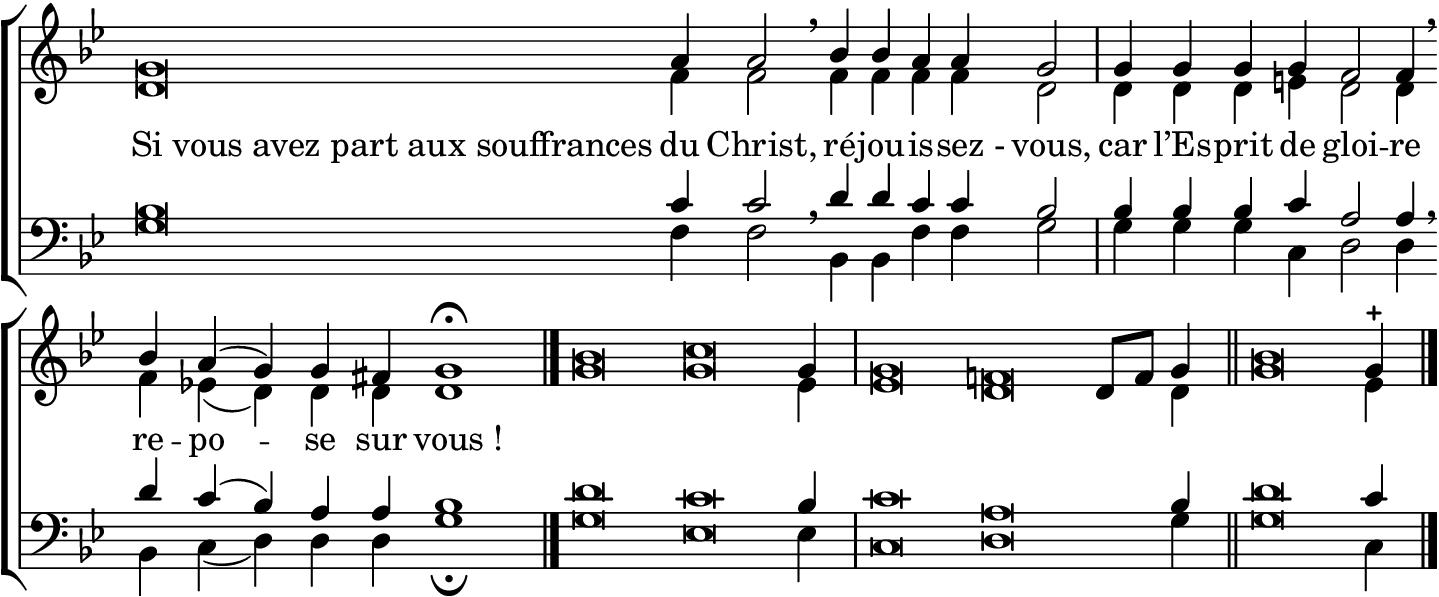 Si vous avez part aux souffrances du Christ, réjouissez - vous, car l’Esprit de gloi -- re
re -- po -- se sur vous !